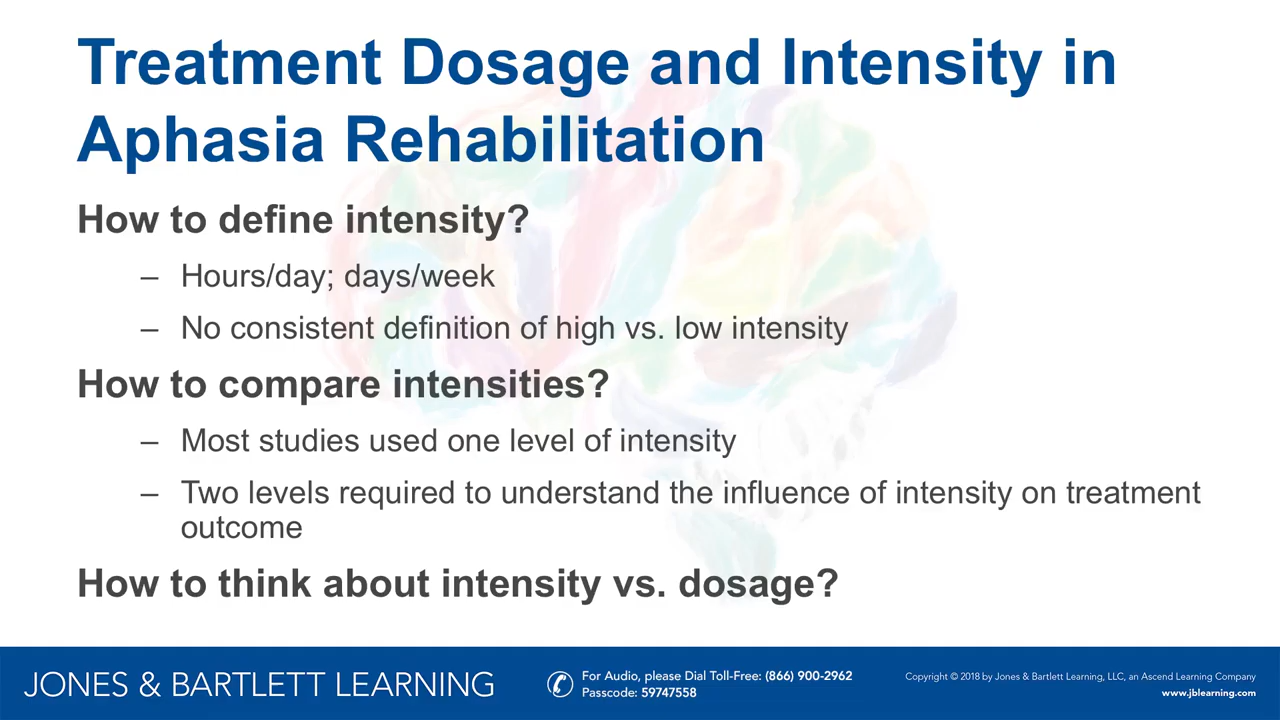 Treatment Dosage and Intensity in
Aphasia Rehabilitation
How to define intensity?
– Hours/day; days/week
– No consistent definition of high vs. low intensity
How to compare intensities?
– Most studies used one level of intensity
– Two levels required to understand the influence of intensity on treatment
outcome
How to think about intensity vs. dosage?
JONES & BARTLETT LEARNING
For Audio, please Dial Toll-Free: (866) 900-2962
Passcode: 59747558
Copyright © 2018 by Jones & Bartlett Learning, LLC, an Ascend Learning Company
www.jblearning.com